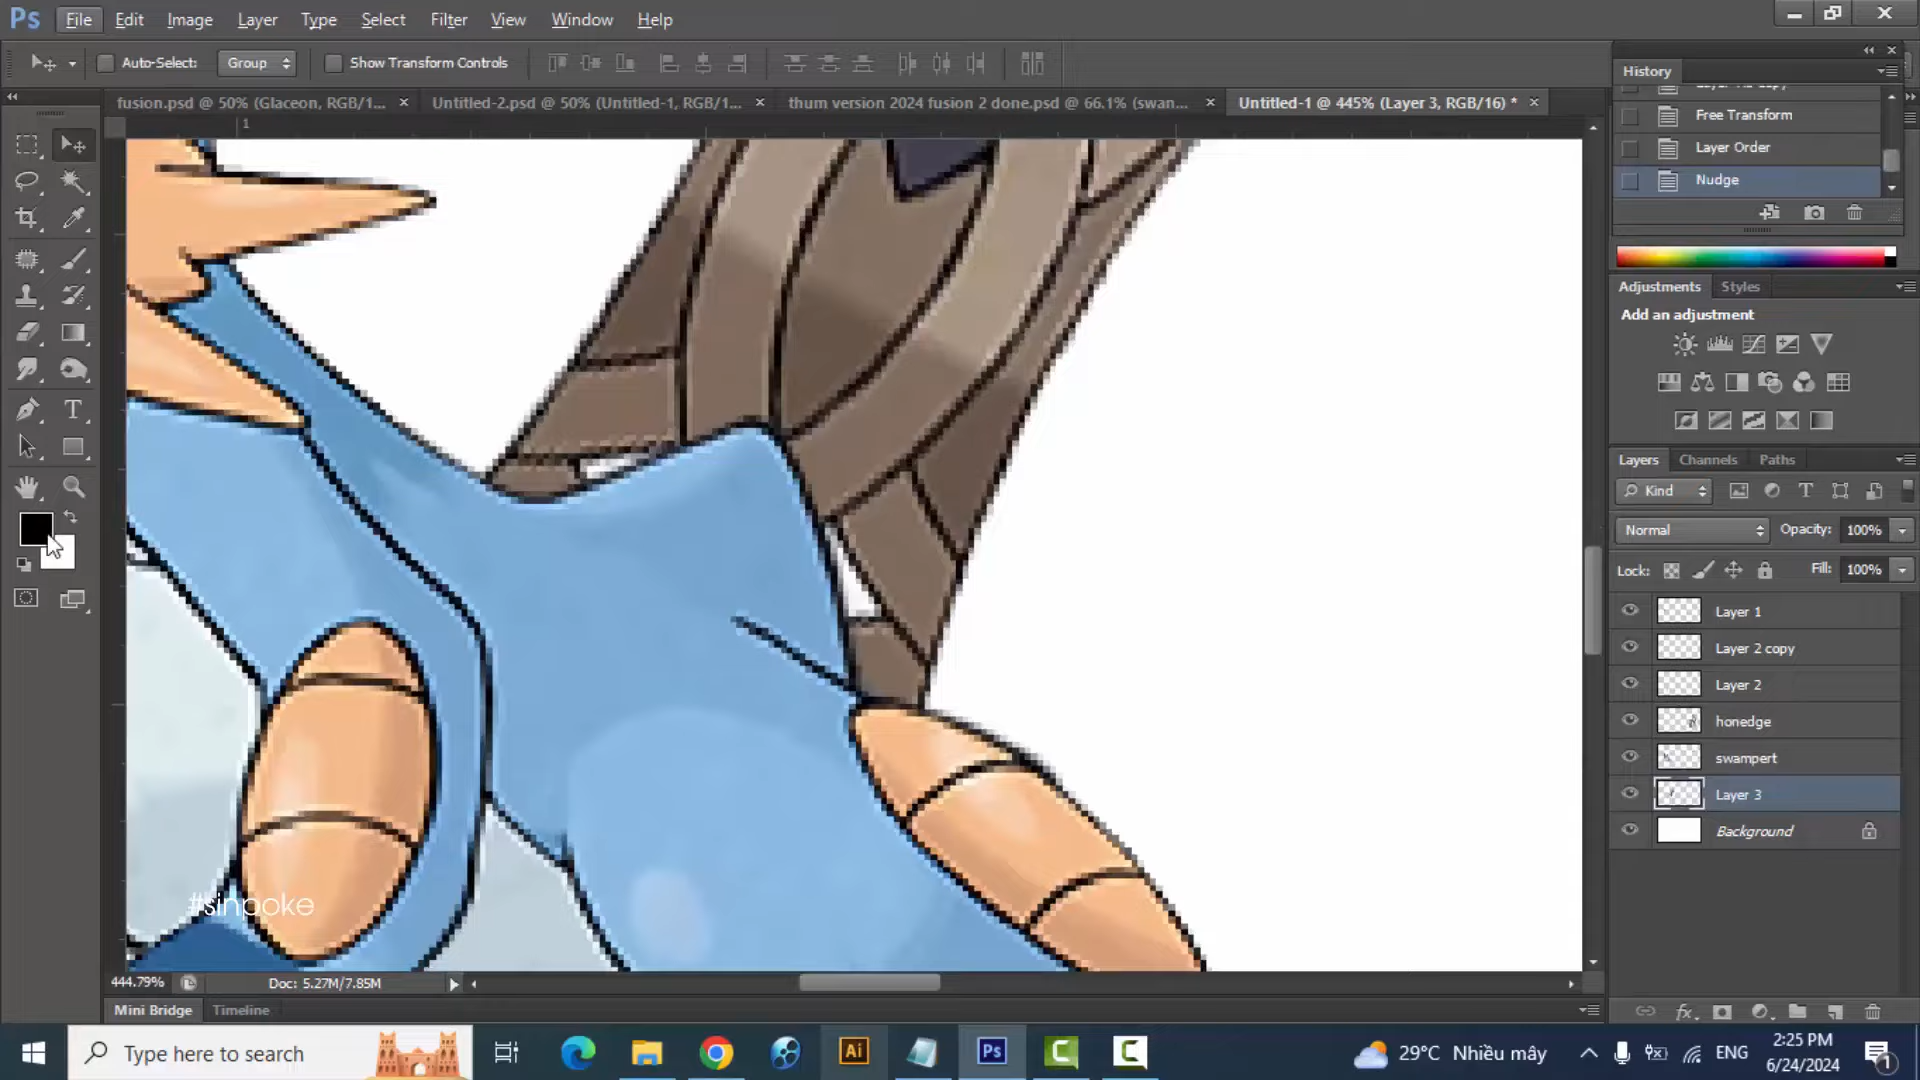 Ps File Edit Image Layer Type Select Filter View Window Help
Auto-Select: Group Show Transform Controls
fusion.psd @ 50% (Glaceon, RGB/1... × Untitled-2.psd @ 50% (Untitled-1, RGB/1... × thum version 2024 fusion 2 done.psd @ 66.1% (swan... × Untitled-1 @ 445% (Layer 3, RGB/16) * ×
1
History
Free Transform
Layer Order
Nudge
Adjustments Styles
Add an adjustment
Layers Channels Paths
Kind
Normal Opacity: 100%
Lock: Fill: 100%
Layer 1
Layer 2 copy
Layer 2
honedge
swampert
Layer 3
Background
#sinpoke
444.79% Doc: 5.27M/7.85M
Mini Bridge Timeline
Type here to search
Ai Ps
29°C Nhiều mây
ENG
2:25 PM
6/24/2024
1